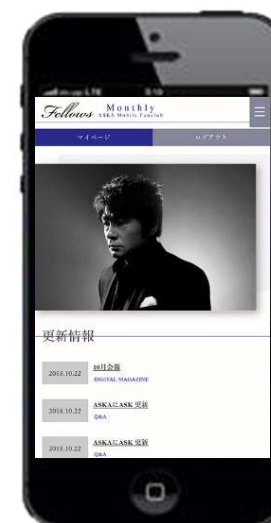 Fellows Monthly
ASKA Mobile Fanclub
マイページ
ログアウト
更新情報
2018.10.22
10月会報
DIGITAL MAGAZINE
2018.10.22
ASKAにASK 更新
Q&A
2018.10.22
ASKAにASK 更新
Q&A